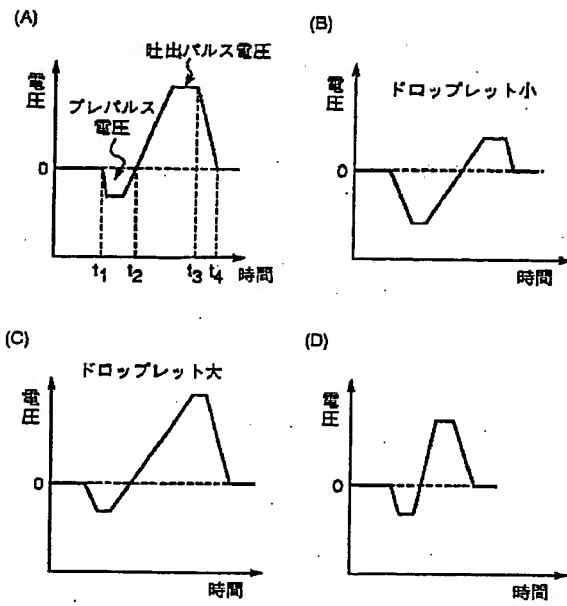 (A)
吐出パルス電圧
電圧
プレパルス
電圧
0
t1 t2 t3 t4 時間
(B)
電圧
ドロップレット小
0
時間
(C)
ドロップレット大
電圧
0
時間
(D)
電圧
0
時間